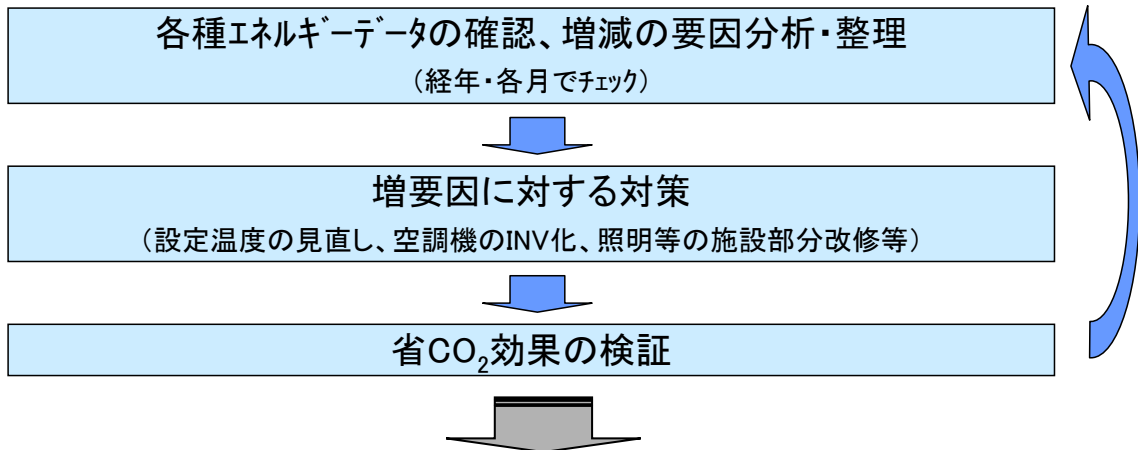 各種ｴﾈﾙｷﾞｰﾃﾞｰﾀの確認、増減の要因分析・整理
（経年・各月でﾁｪｯｸ）
増要因に対する対策
（設定温度の見直し、空調機のINV化、照明等の施設部分改修等）
省CO₂効果の検証